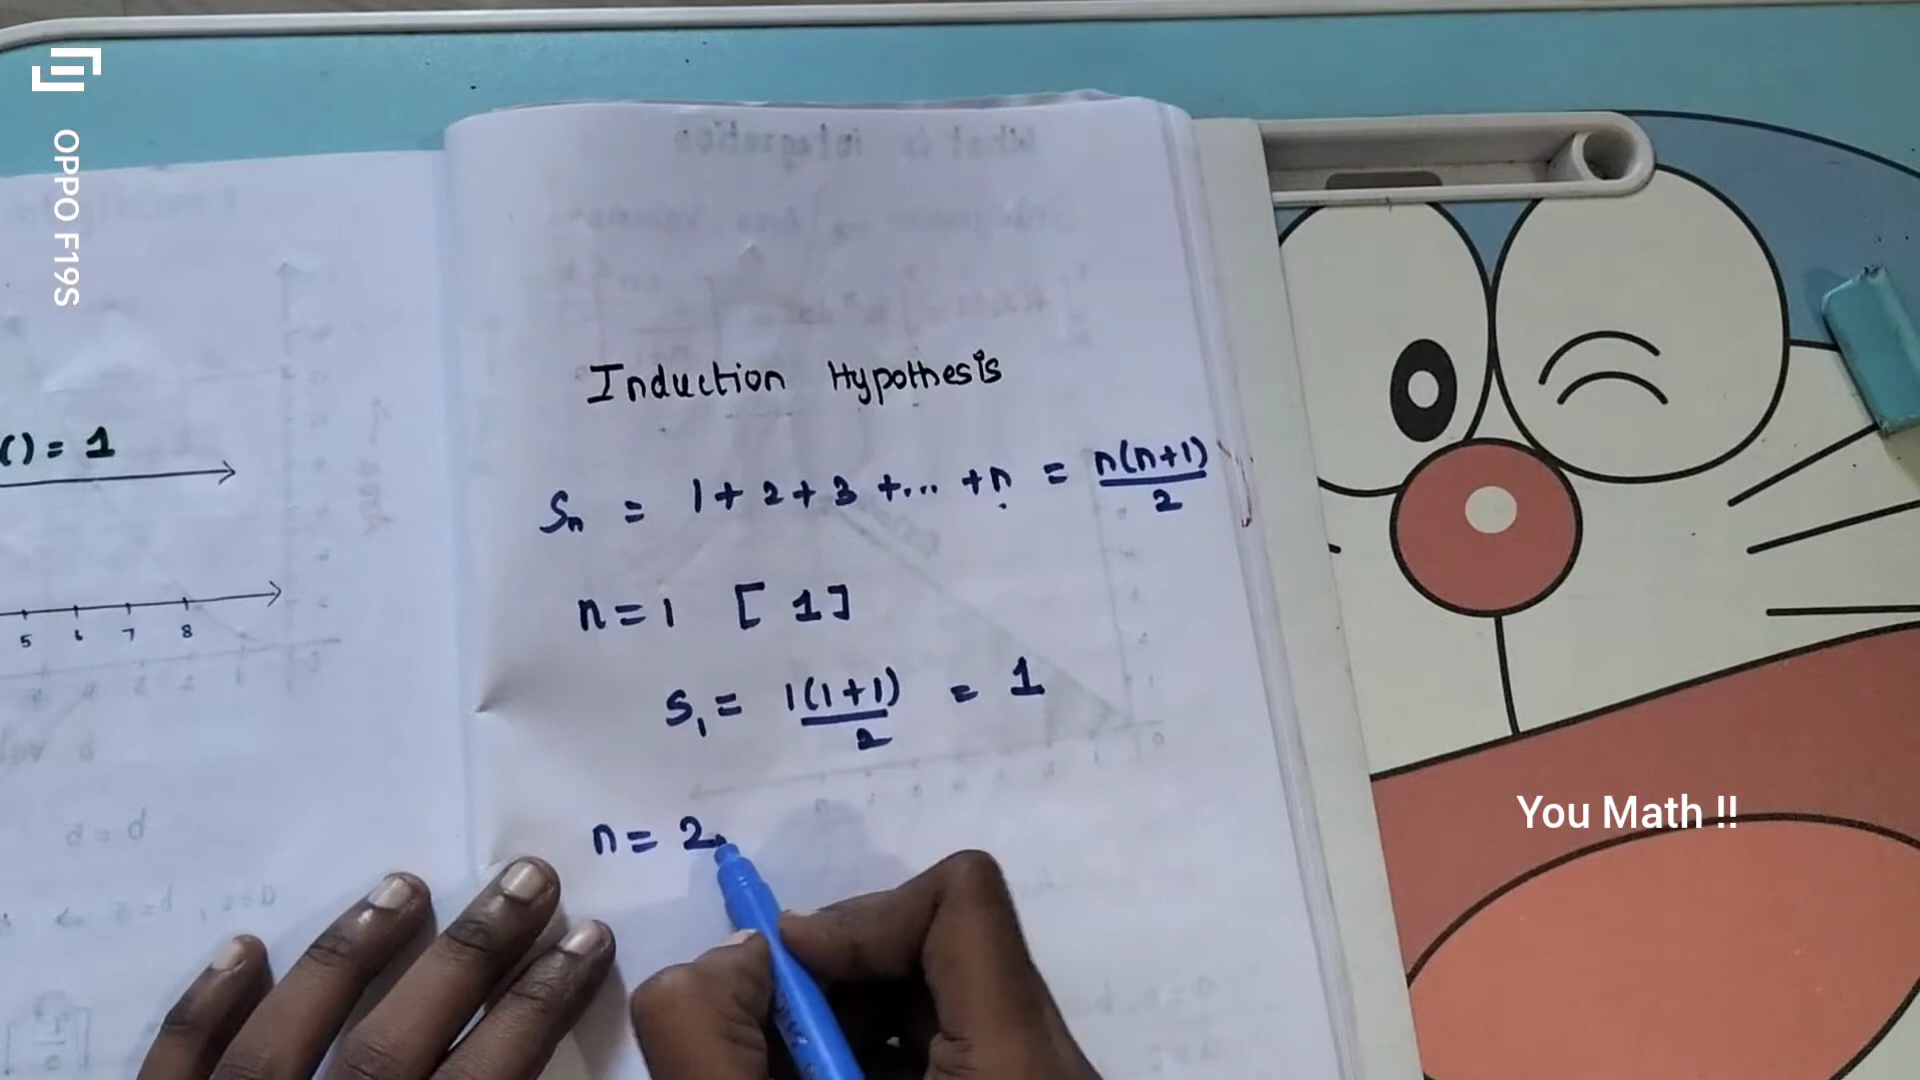 OPPO F19S
() = 1
5 6 7 8
Induction Hypothesis
Sn = 1 + 2 + 3 +... + n = n(n+1)/2
n = 1 [ 1 ]
S1 = 1(1+1)/2 = 1
n = 2
You Math !!